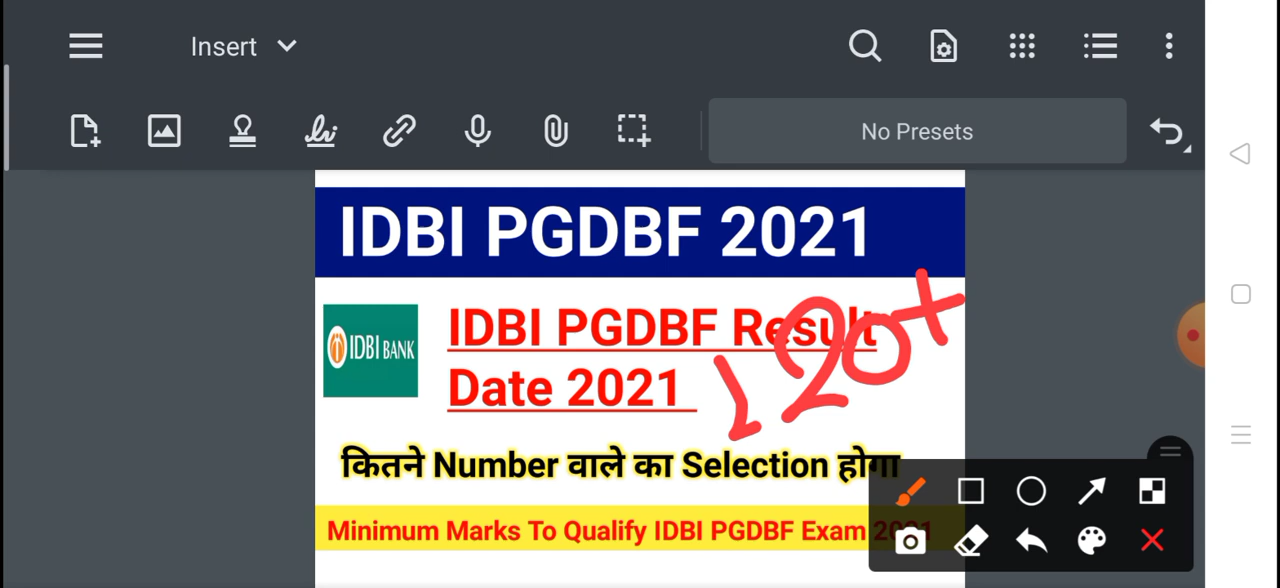 Insert
No Presets
IDBI PGDBF 2021
IDBI BANK
IDBI PGDBF Result
Date 2021
120+
कितने Number वाले का Selection होगा
Minimum Marks To Qualify IDBI PGDBF Exam 2021